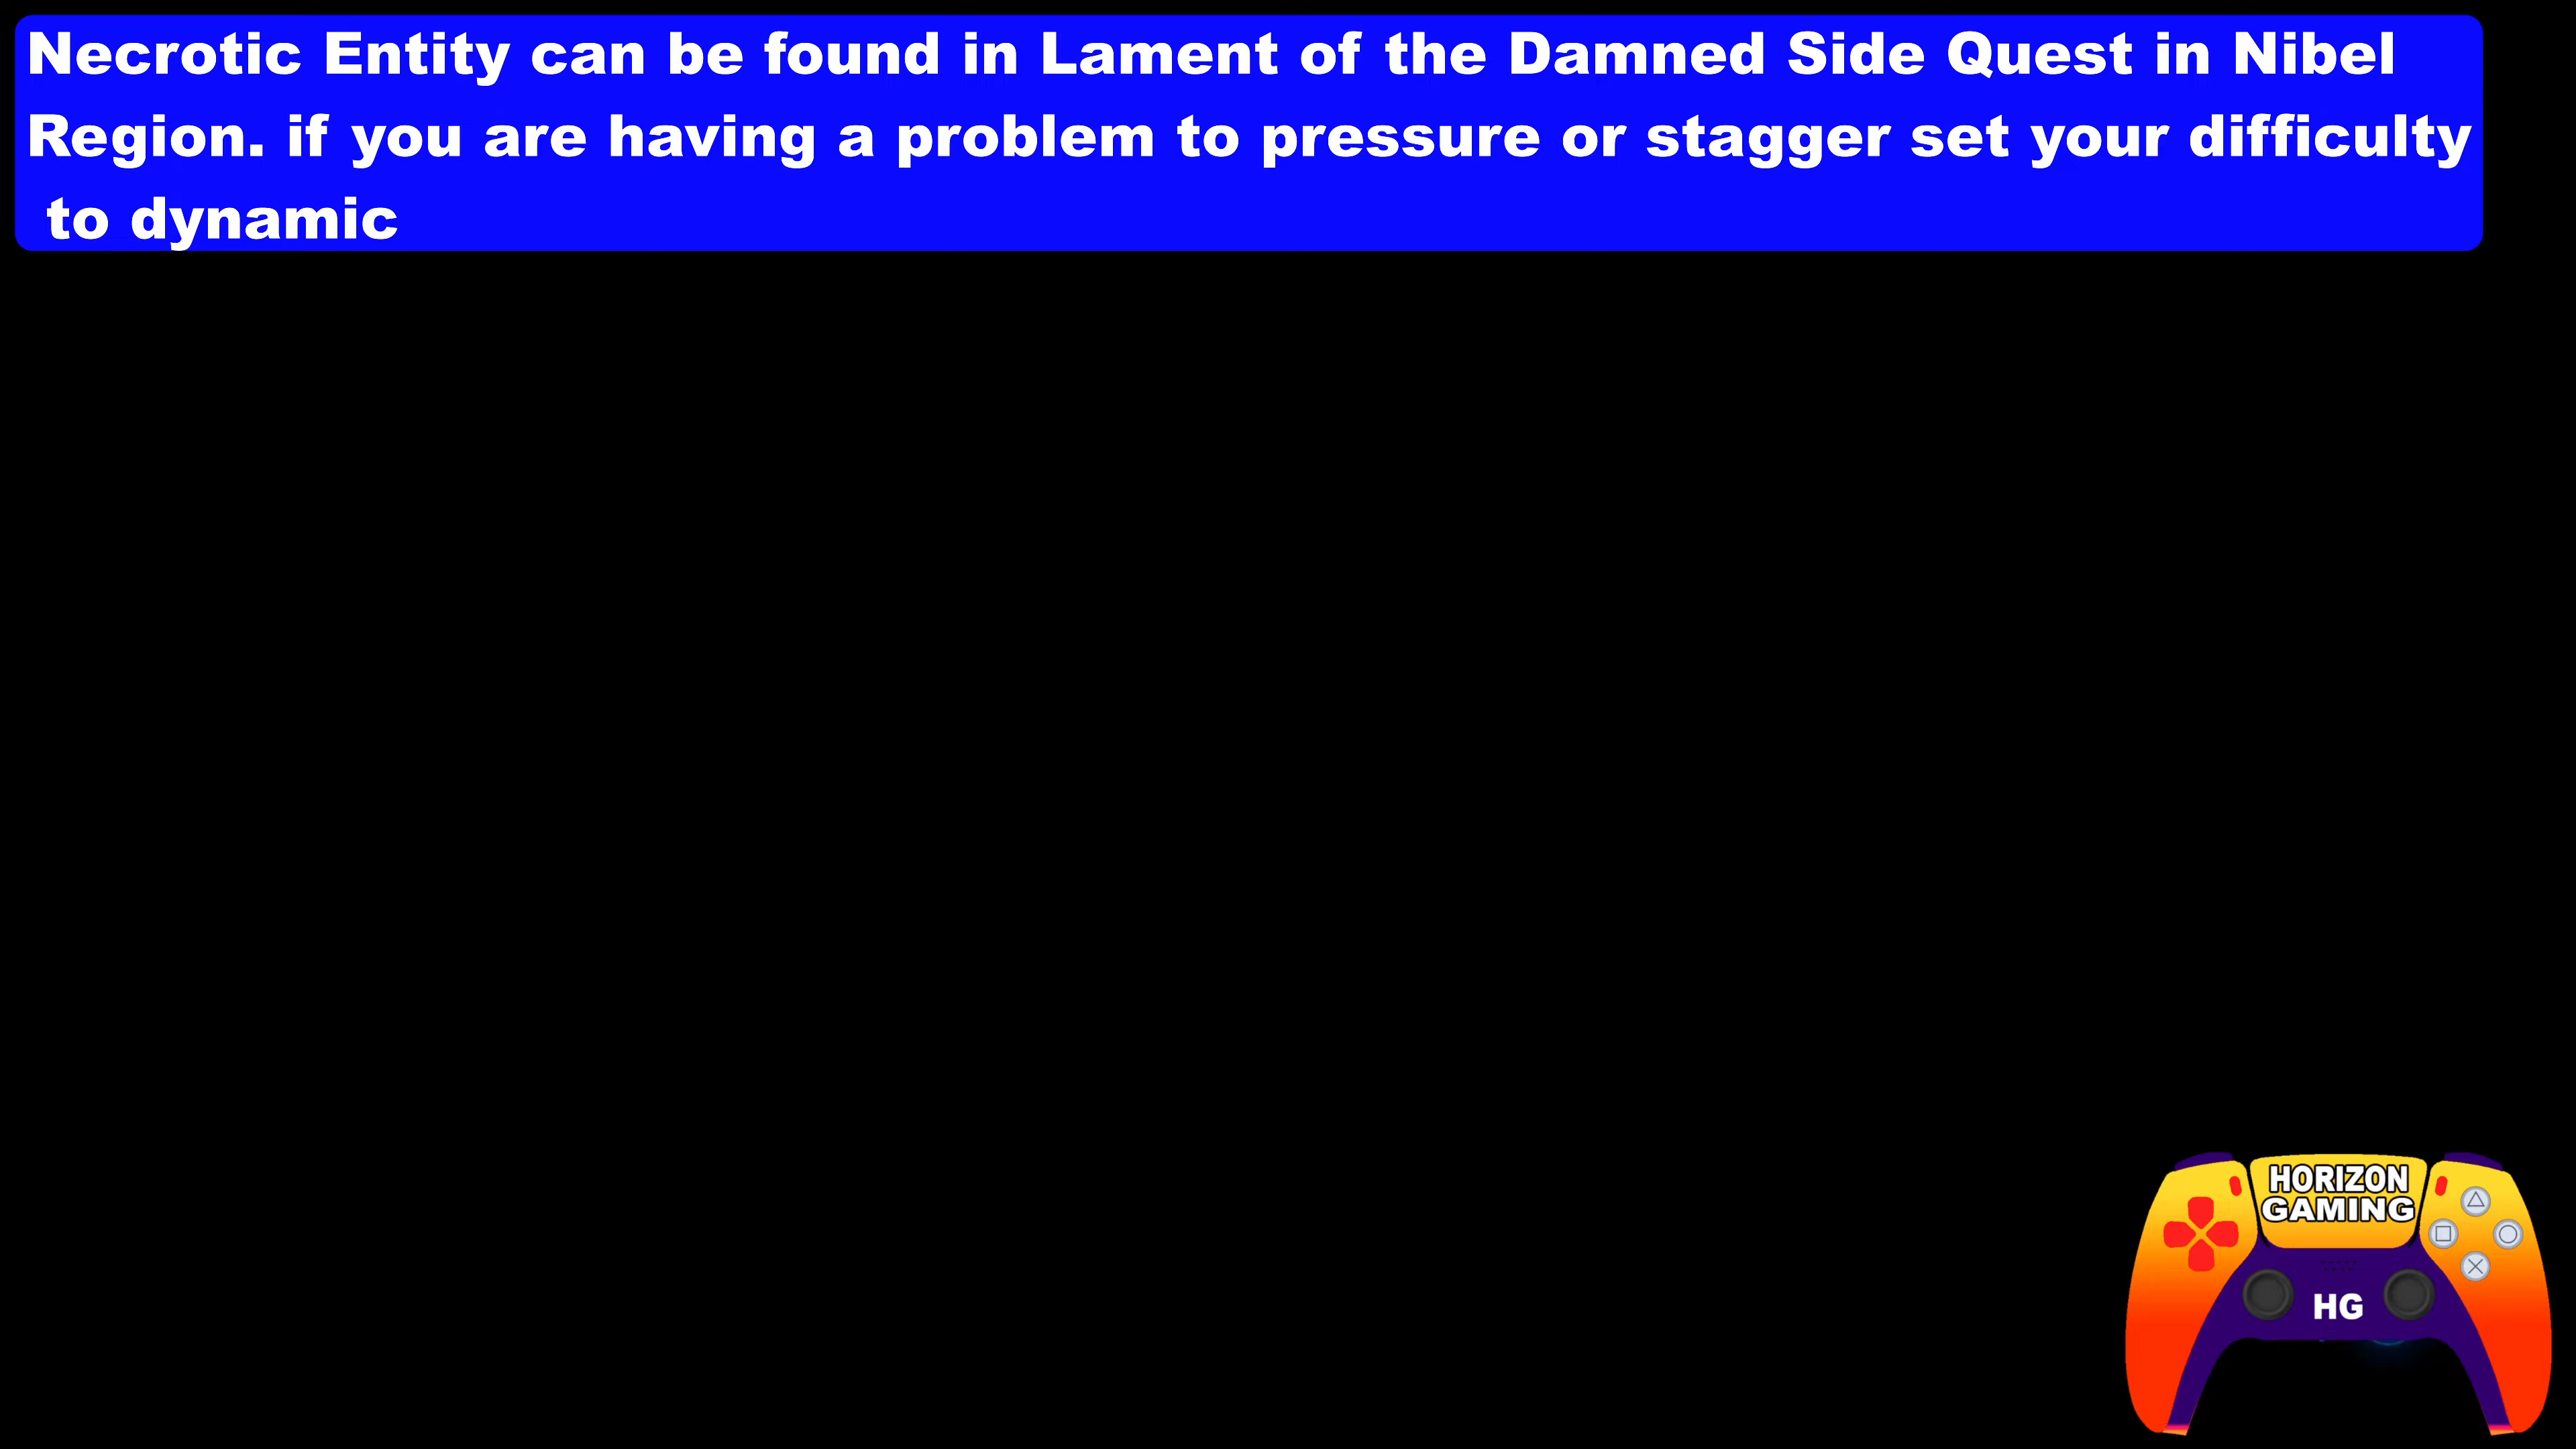 Necrotic Entity can be found in Lament of the Damned Side Quest in Nibel
Region. if you are having a problem to pressure or stagger set your difficulty
to dynamic
HORIZON
GAMING
HG